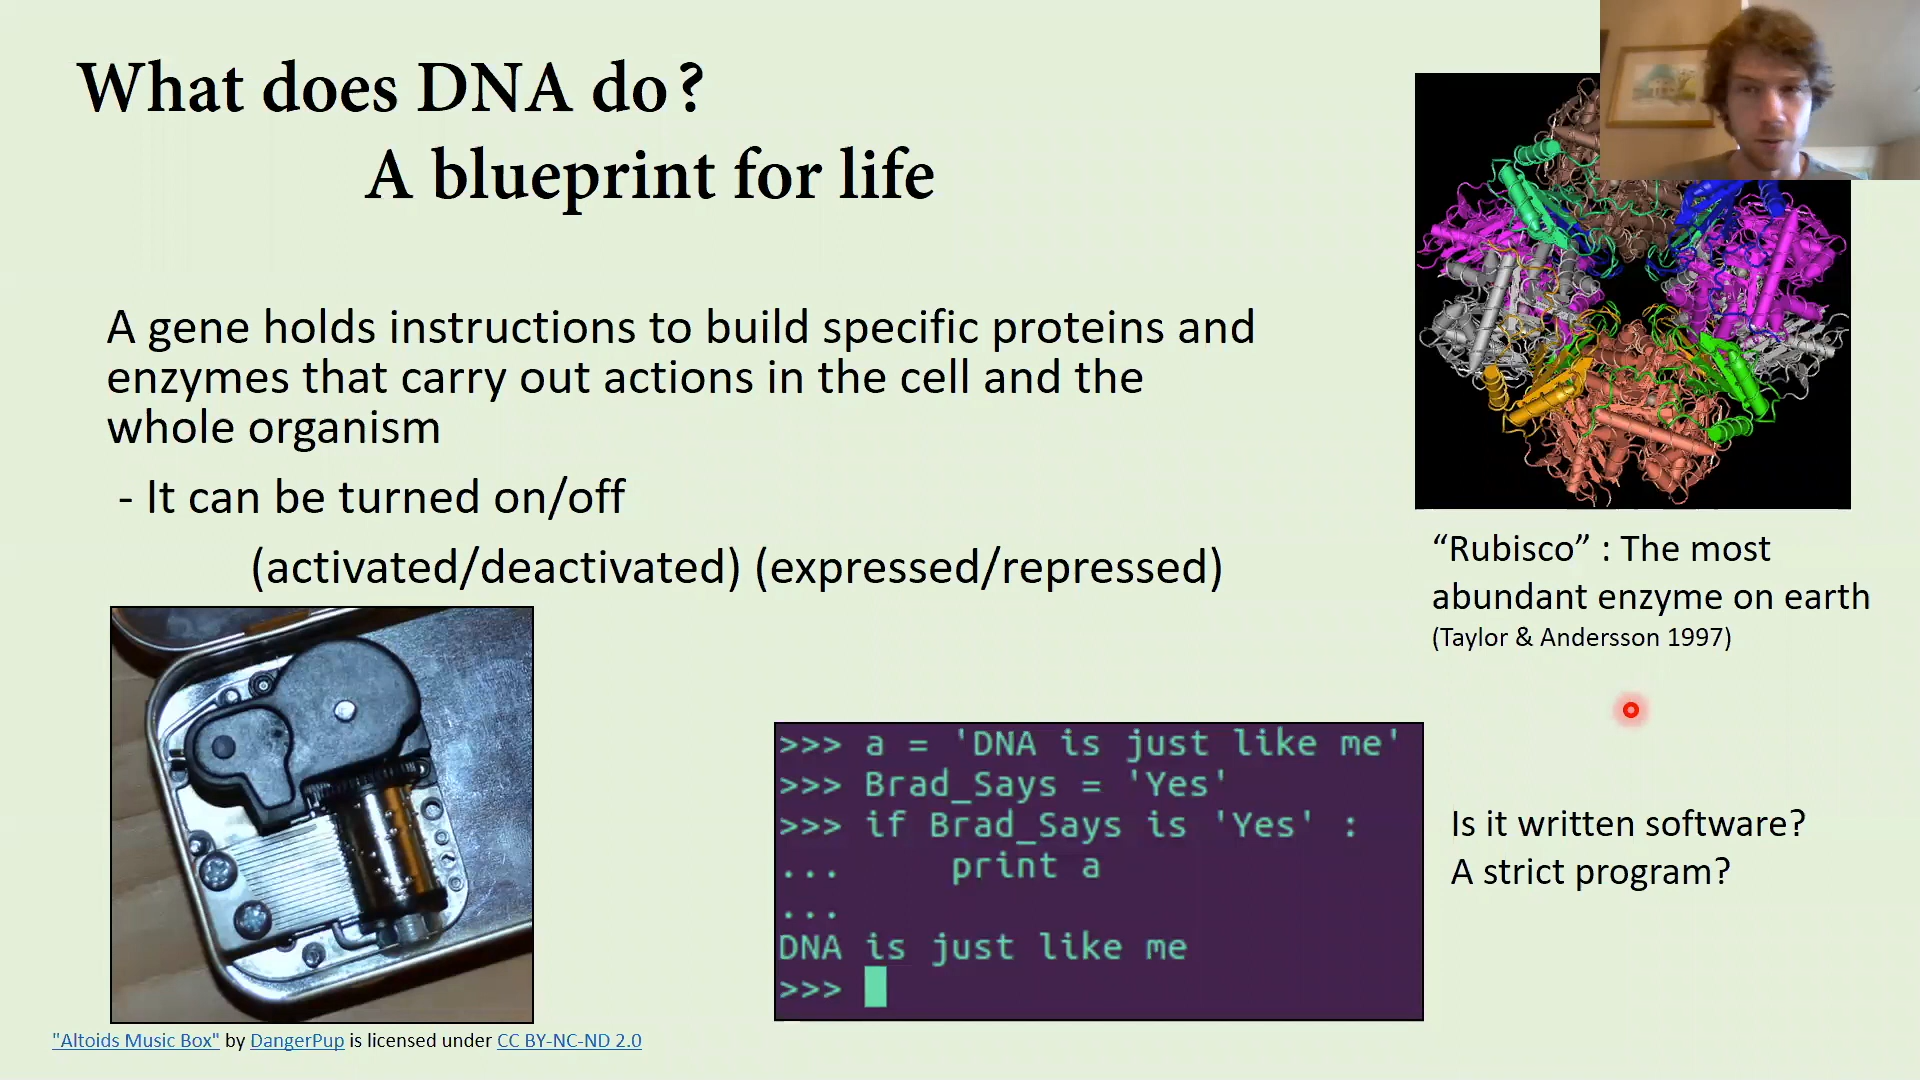 What does DNA do?
A blueprint for life
A gene holds instructions to build specific proteins and
enzymes that carry out actions in the cell and the
whole organism
- It can be turned on/off
(activated/deactivated) (expressed/repressed)
"Rubisco" : The most
abundant enzyme on earth
(Taylor & Andersson 1997)
>>> a = 'DNA is just like me'
>>> Brad_Says = 'Yes'
>>> if Brad_Says is 'Yes' :
...     print a
...
DNA is just like me
>>>
Is it written software?
A strict program?
"Altoids Music Box" by DangerPup is licensed under CC BY-NC-ND 2.0